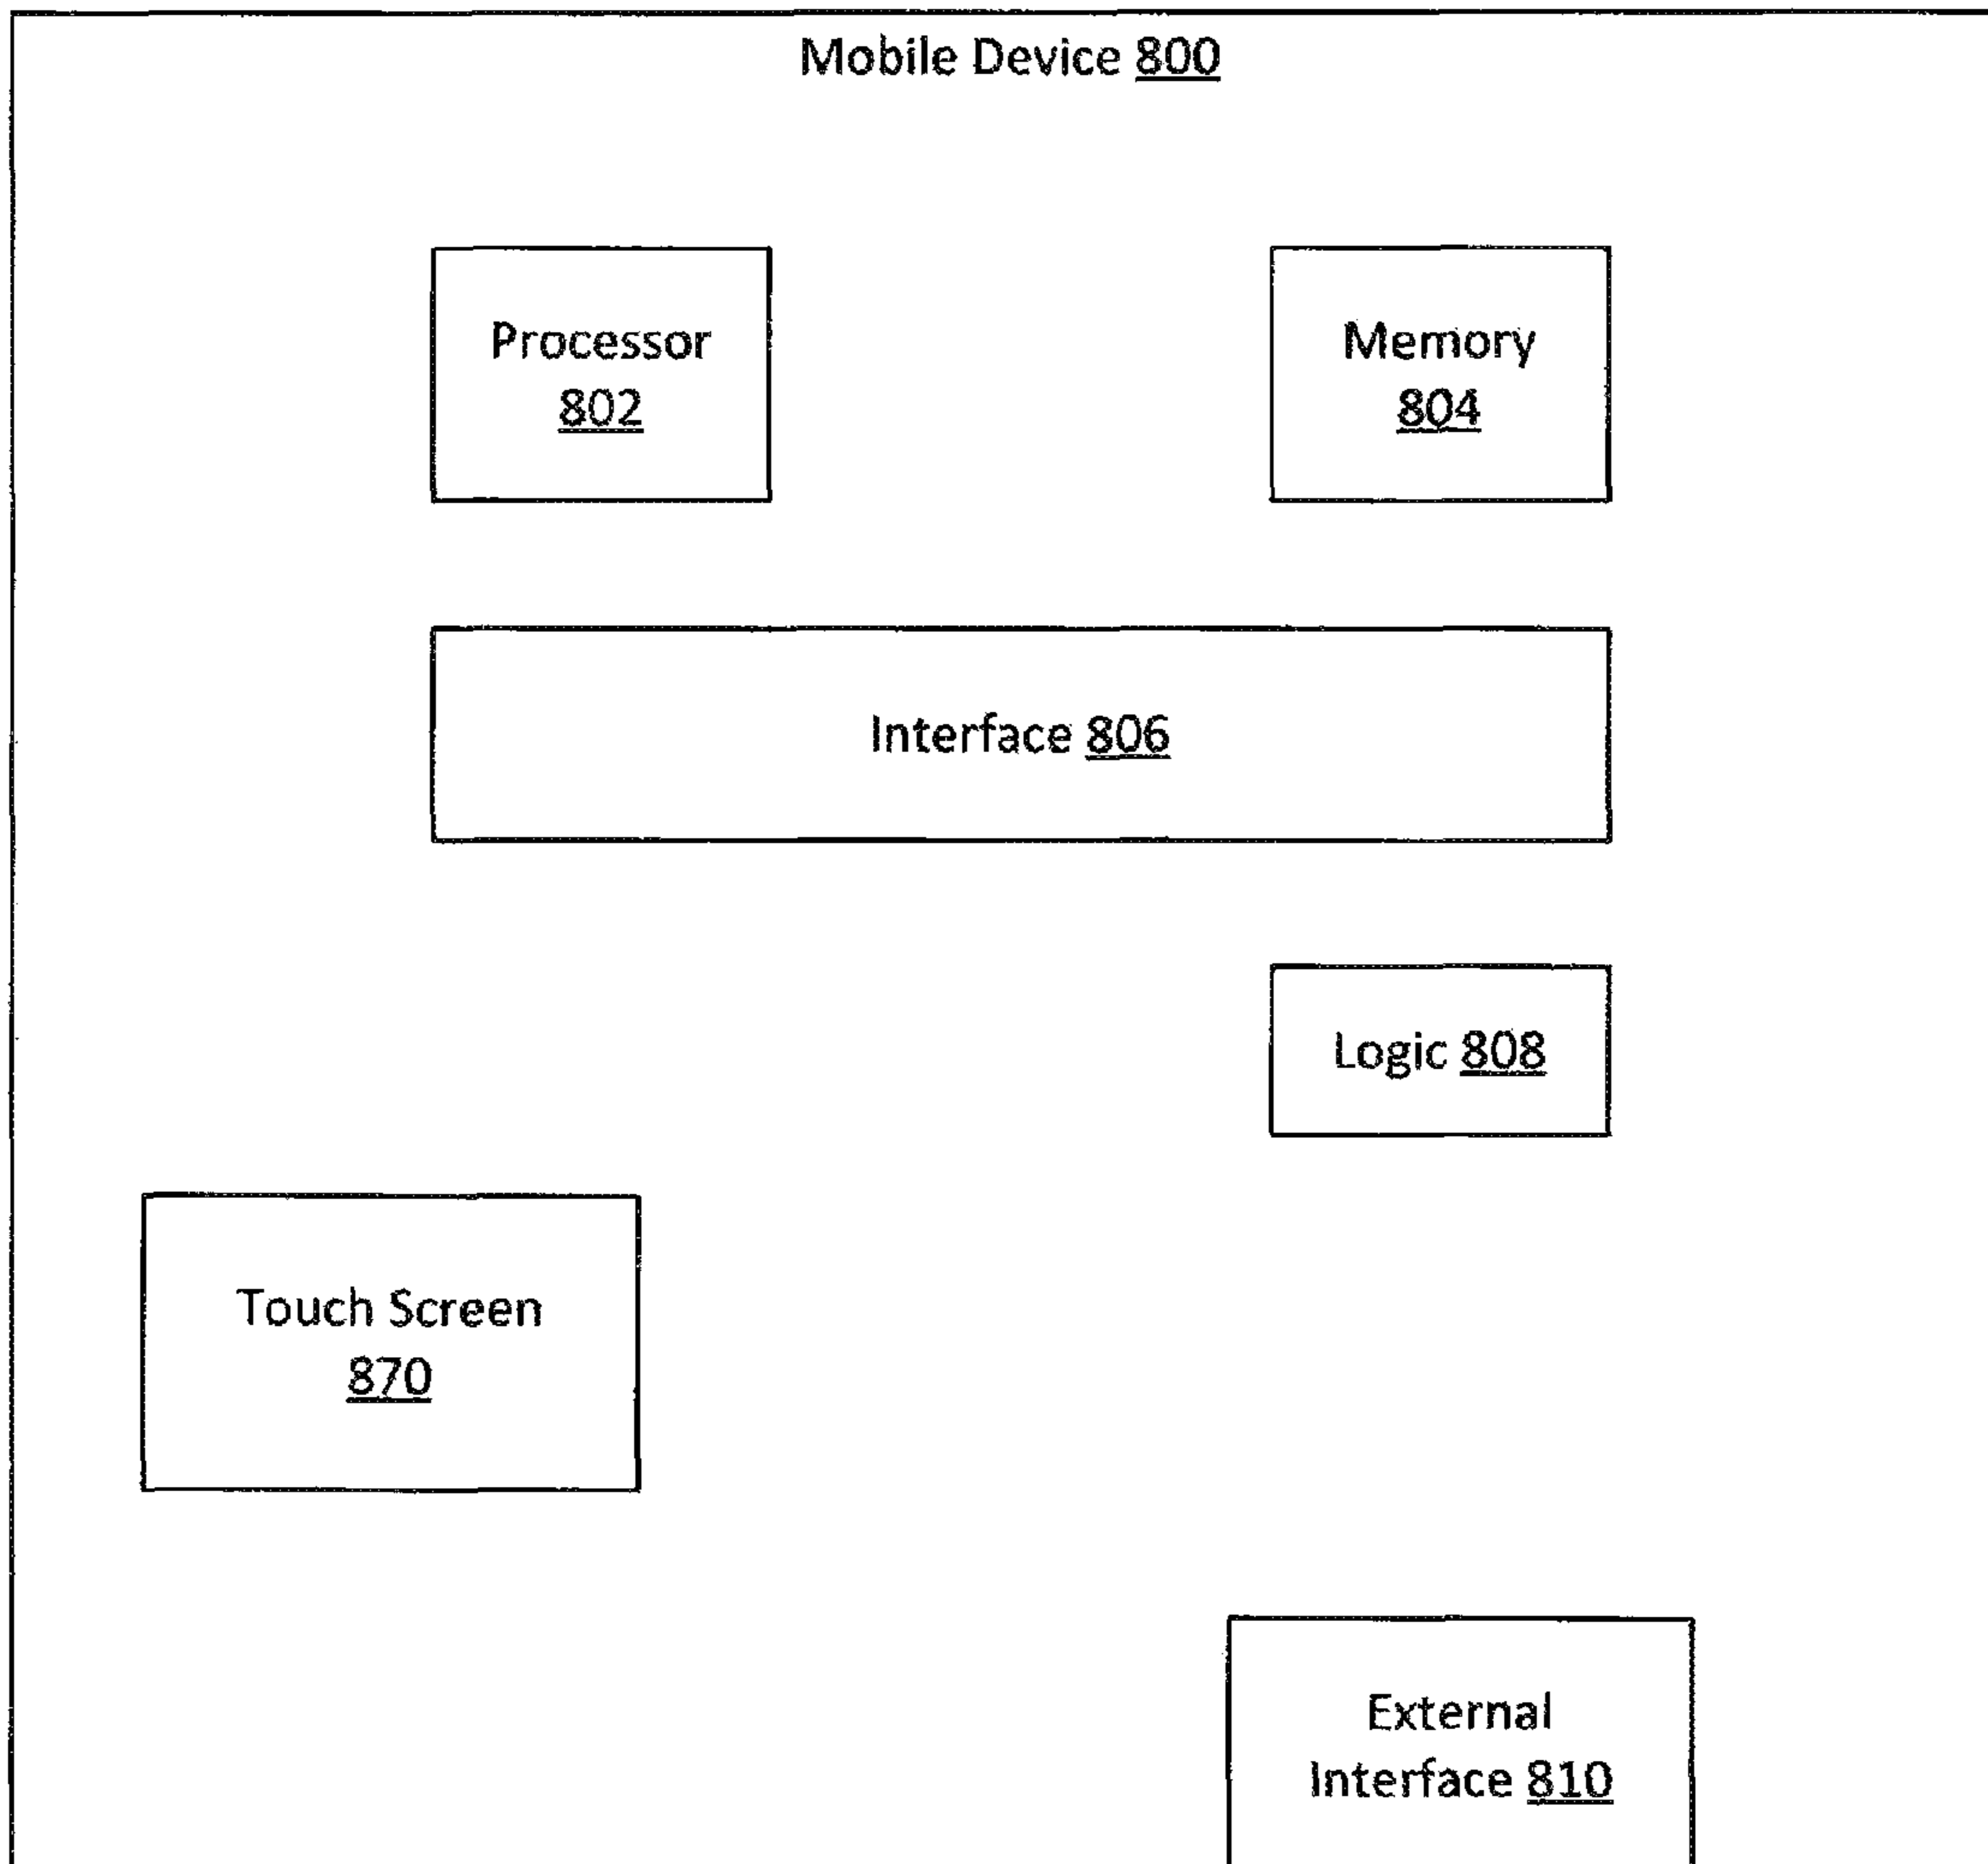 Mobile Device 800
Processor
802
Memory
804
Interface 806
Logic 808
Touch Screen
870
External
Interface 810